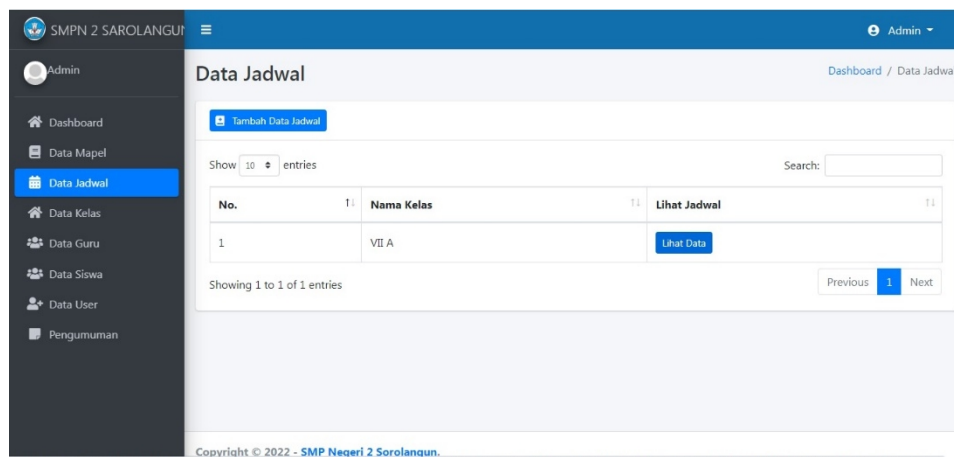 SMPN 2 SAROLANGUN
Admin
Admin
Data Jadwal
Dashboard / Data Jadwal
Dashboard
Data Mapel
Data Jadwal
Data Kelas
Data Guru
Data Siswa
Data User
Pengumuman
Tambah Data Jadwal
Show 10 entries
Search:
No. Nama Kelas Lihat Jadwal
1 VII A Lihat Data
Showing 1 to 1 of 1 entries
Previous 1 Next
Copyright © 2022 - SMP Negeri 2 Sorolangun.